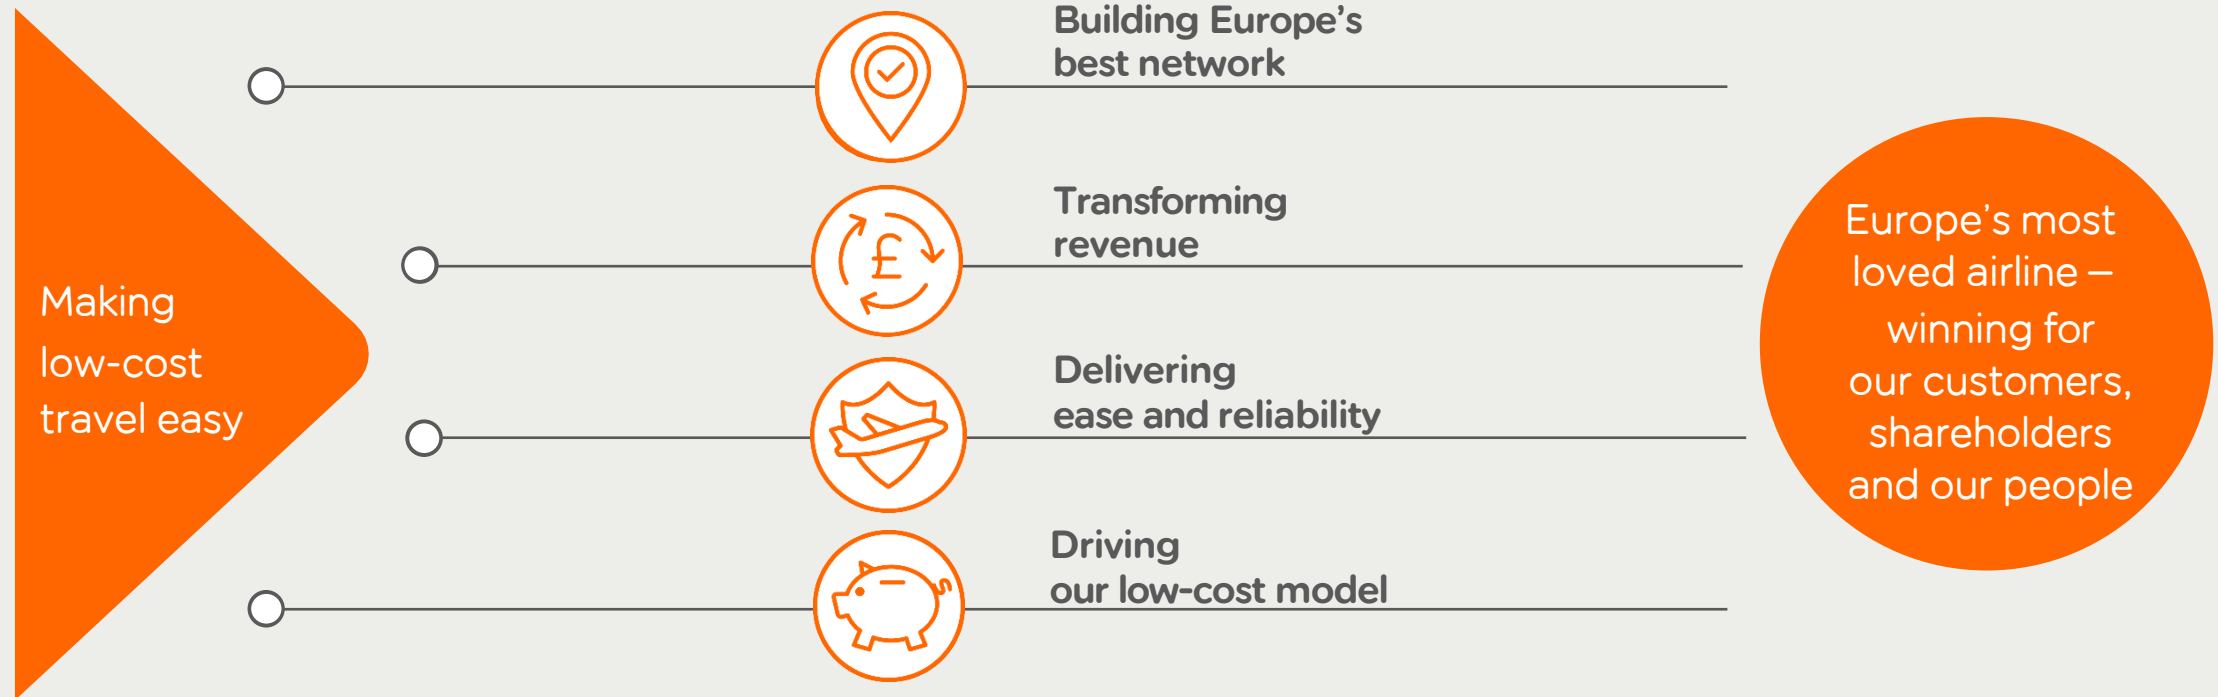 Making
low-cost
travel easy
Building Europe’s
best network
Transforming
£
revenue
Delivering
ease and reliability
Driving
our low-cost model
Europe’s most
loved airline –
winning for
our customers,
shareholders
and our people